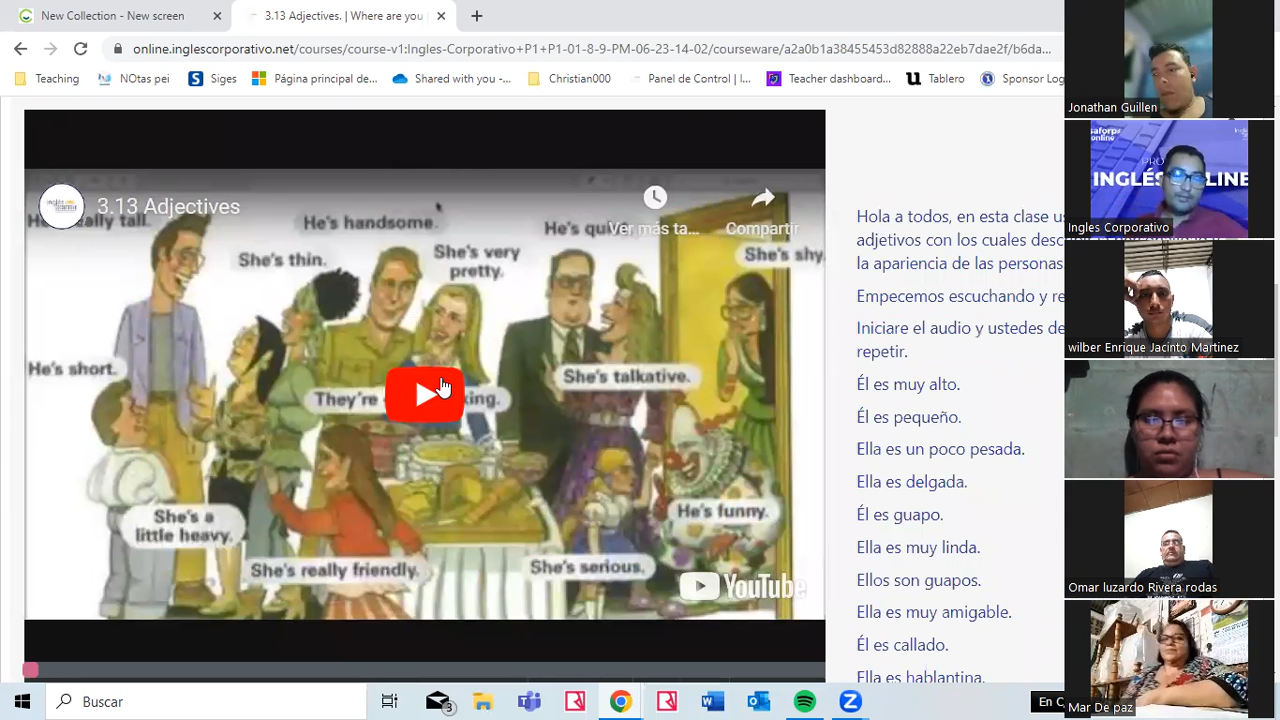 New Collection - New screen
3.13 Adjectives. | Where are you
online.inglescorporativo.net/courses/course-v1:Ingles-Corporativo+P1+P1-01-8-9-PM-06-23-14-02/courseware/a2a0b1a38455453d82888a22eb7dae2f/b6da...
Teaching
NOtas pei
Siges
Página principal de...
Shared with you -...
Christian000
Panel de Control | I...
Teacher dashboard...
Tablero
Sponsor Log
3.13 Adjectives
Ver más ta...
Compartir
really tall.
He's handsome.
She's thin.
She's very
pretty.
She's shy.
He's short.
She's talkative.
They're
king.
She's a
little heavy.
She's really friendly.
She's serious.
He's funny.
YouTube
Hola a todos, en esta clase
adjetivos con los cuales
la apariencia de las personas.
Empecemos escuchando y
Iniciare el audio y ustedes
repetir.
Él es muy alto.
Él es pequeño.
Ella es un poco pesada.
Ella es delgada.
Él es guapo.
Ella es muy linda.
Ellos son guapos.
Ella es muy amigable.
Él es callado.
Ella es hablantina.
Jonathan Guillen
INGLÉS
LINE
Ingles Corporativo
wilber Enrique Jacinto Martinez
Omar luzardo Rivera rodas
Mar De paz
Buscar
3
En